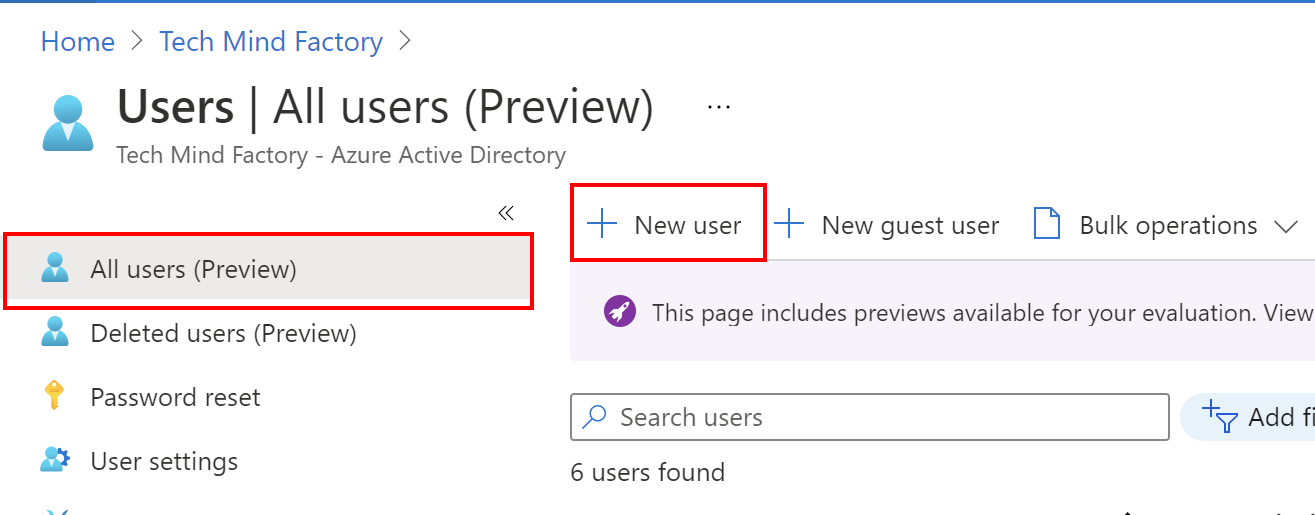 Home > Tech Mind Factory >
Users | All users (Preview) ...
Tech Mind Factory - Azure Active Directory
«
All users (Preview)
Deleted users (Preview)
Password reset
User settings
+ New user + New guest user Bulk operations
This page includes previews available for your evaluation. View
Search users
Add fi
6 users found